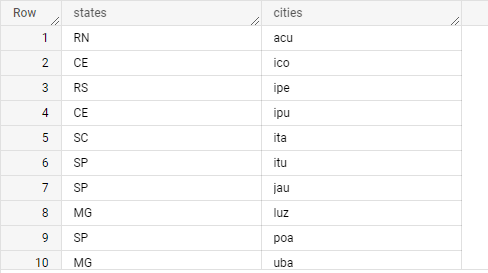 Row states cities
1 RN acu
2 CE ico
3 RS ipe
4 CE ipu
5 SC ita
6 SP itu
7 SP jau
8 MG luz
9 SP poa
10 MG uba